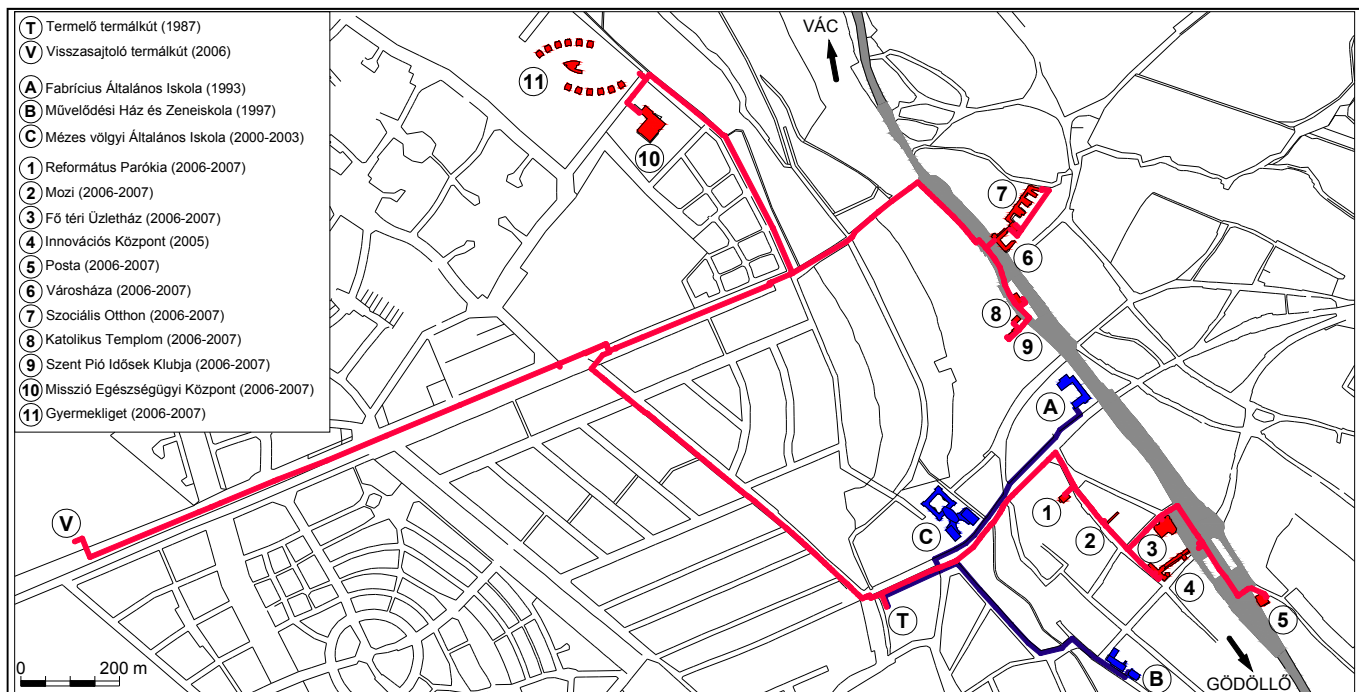 T Termelő termálkút (1987)
V Visszasajtoló termálkút (2006)
A Fabrícius Általános Iskola (1993)
B Művelődési Ház és Zeneiskola (1997)
C Mézes völgyi Általános Iskola (2000-2003)
1 Református Parókia (2006-2007)
2 Mozi (2006-2007)
3 Fő téri Üzletház (2006-2007)
4 Innovációs Központ (2005)
5 Posta (2006-2007)
6 Városháza (2006-2007)
7 Szociális Otthon (2006-2007)
8 Katolikus Templom (2006-2007)
9 Szent Pió Idősek Klubja (2006-2007)
10 Misszió Egészségügyi Központ (2006-2007)
11 Gyermekliget (2006-2007)
VÁC
11
10
7
6
8
9
A
V
C
1
2
3
4
5
T
B
GÖDÖLLŐ
0 200 m